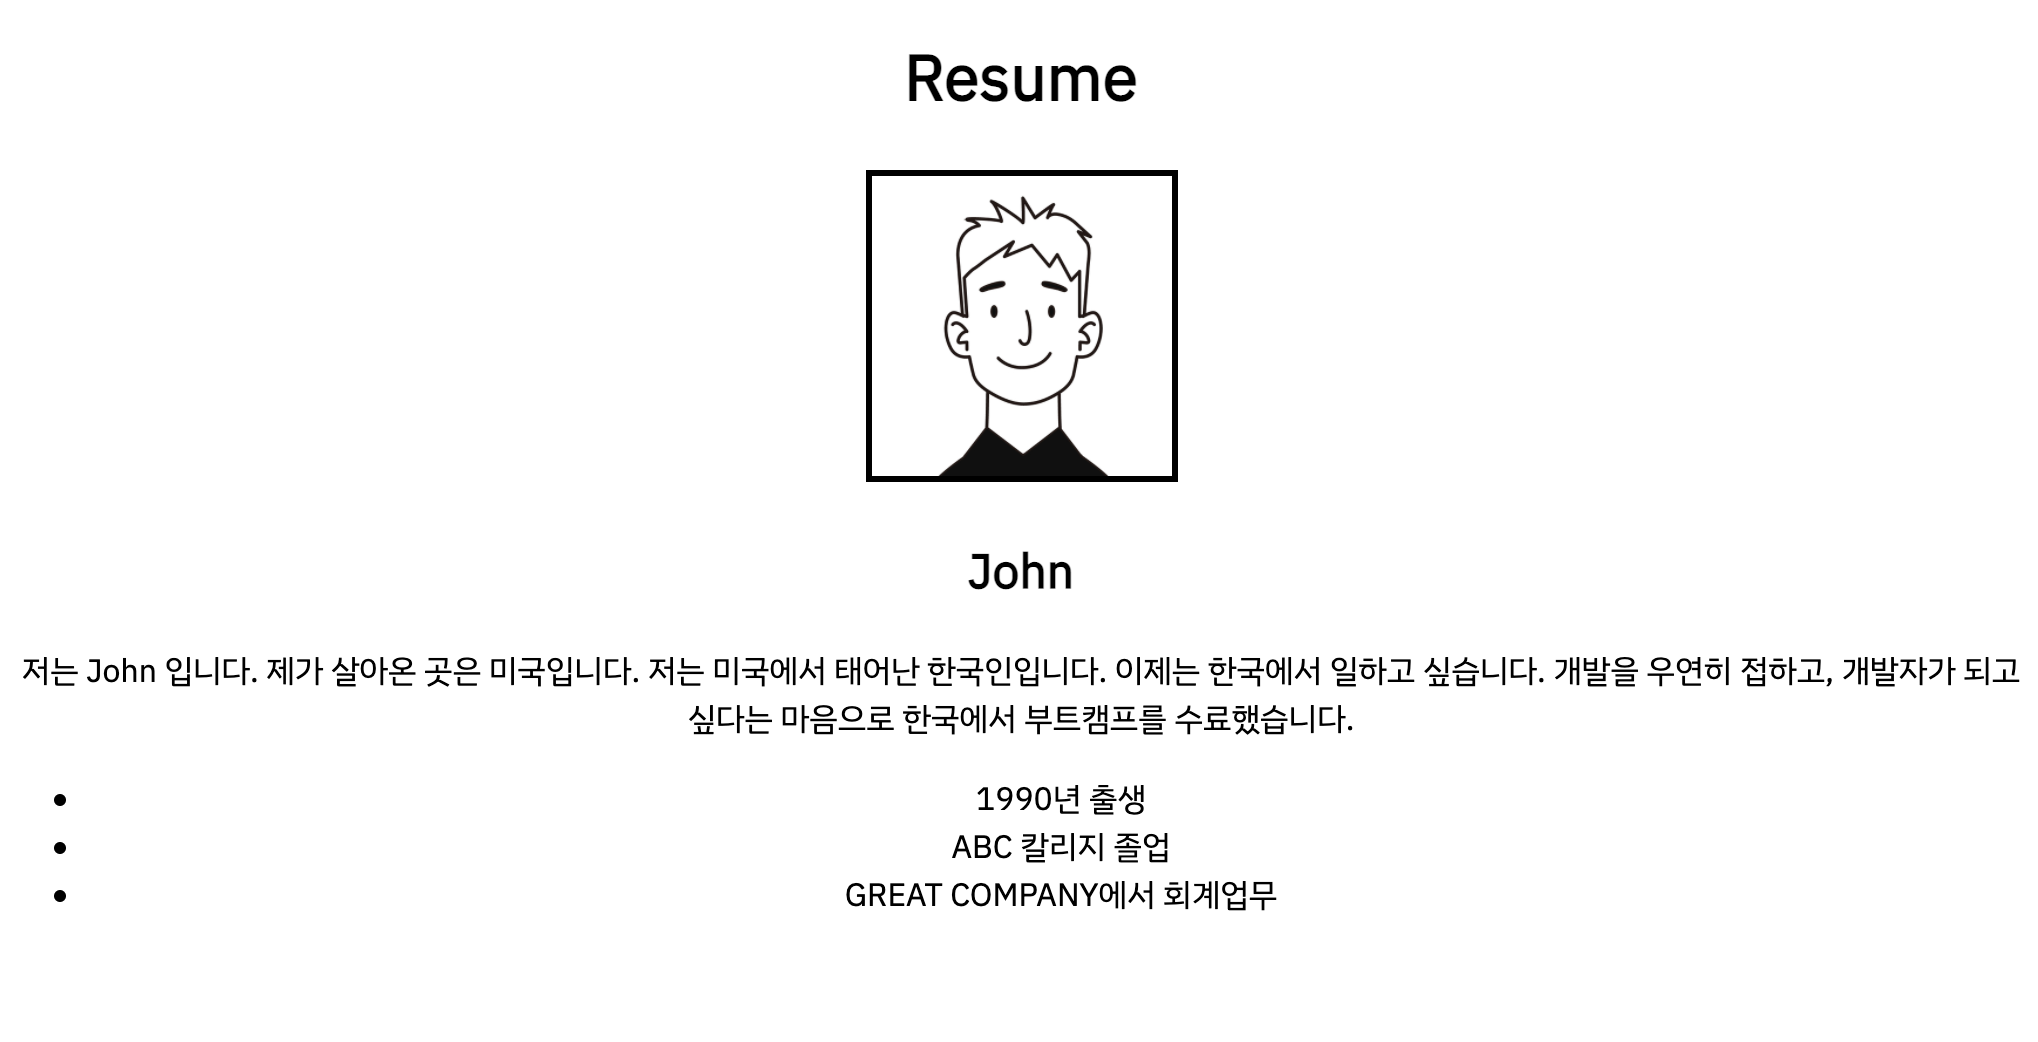 Resume
John
저는 John 입니다. 제가 살아온 곳은 미국입니다. 저는 미국에서 태어난 한국인입니다. 이제는 한국에서 일하고 싶습니다. 개발을 우연히 접하고, 개발자가 되고
싶다는 마음으로 한국에서 부트캠프를 수료했습니다.
1990년 출생
ABC 칼리지 졸업
GREAT COMPANY에서 회계업무